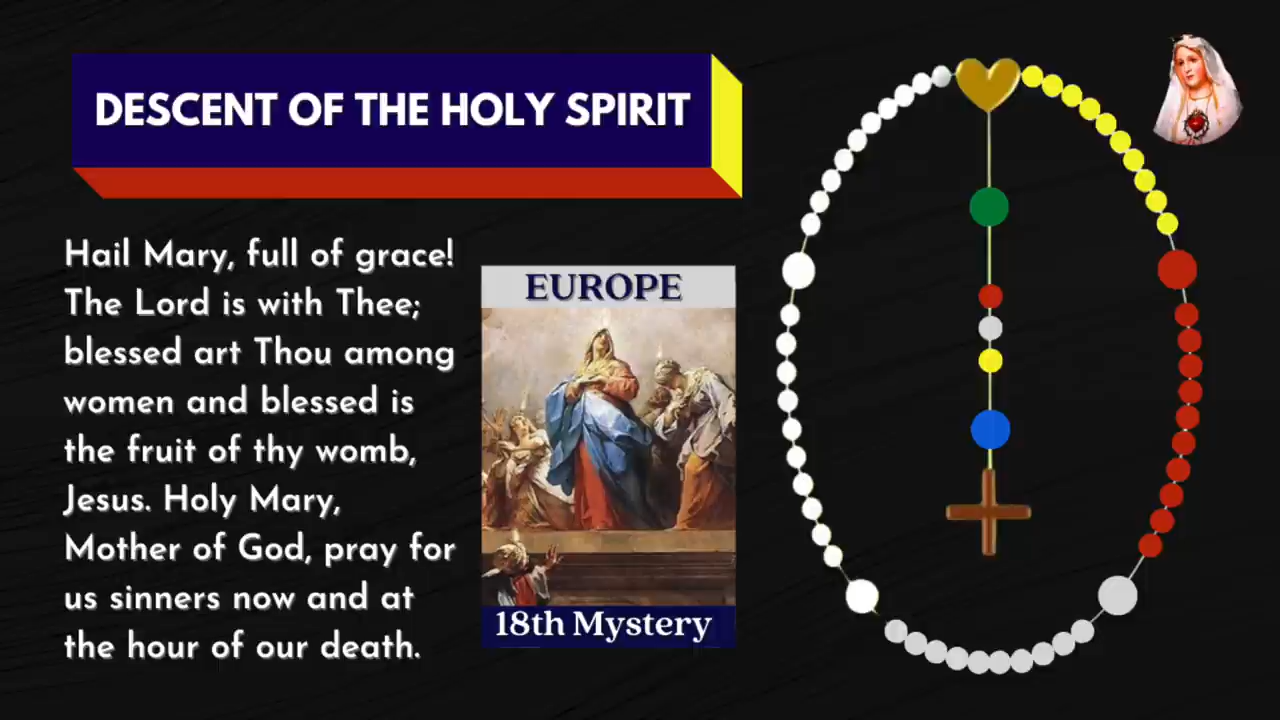 DESCENT OF THE HOLY SPIRIT
Hail Mary, full of grace!
The Lord is with Thee;
blessed art Thou among
women and blessed is
the fruit of thy womb,
Jesus. Holy Mary,
Mother of God, pray for
us sinners now and at
the hour of our death.
EUROPE
18th Mystery